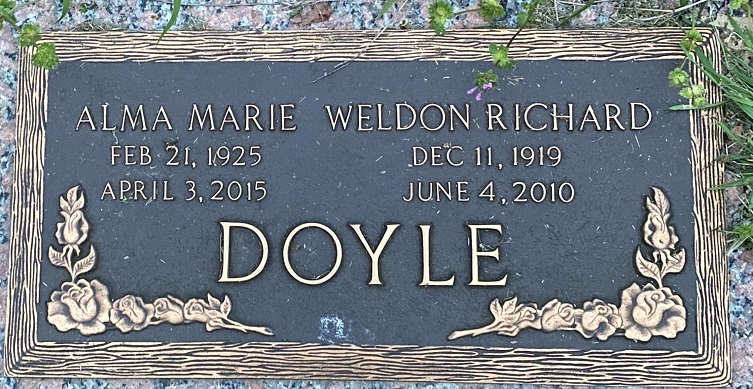 ALMA MARIE WELDON RICHARD
FEB 21, 1925 DEC 11, 1919
APRIL 3, 2015 JUNE 4, 2010
DOYLE